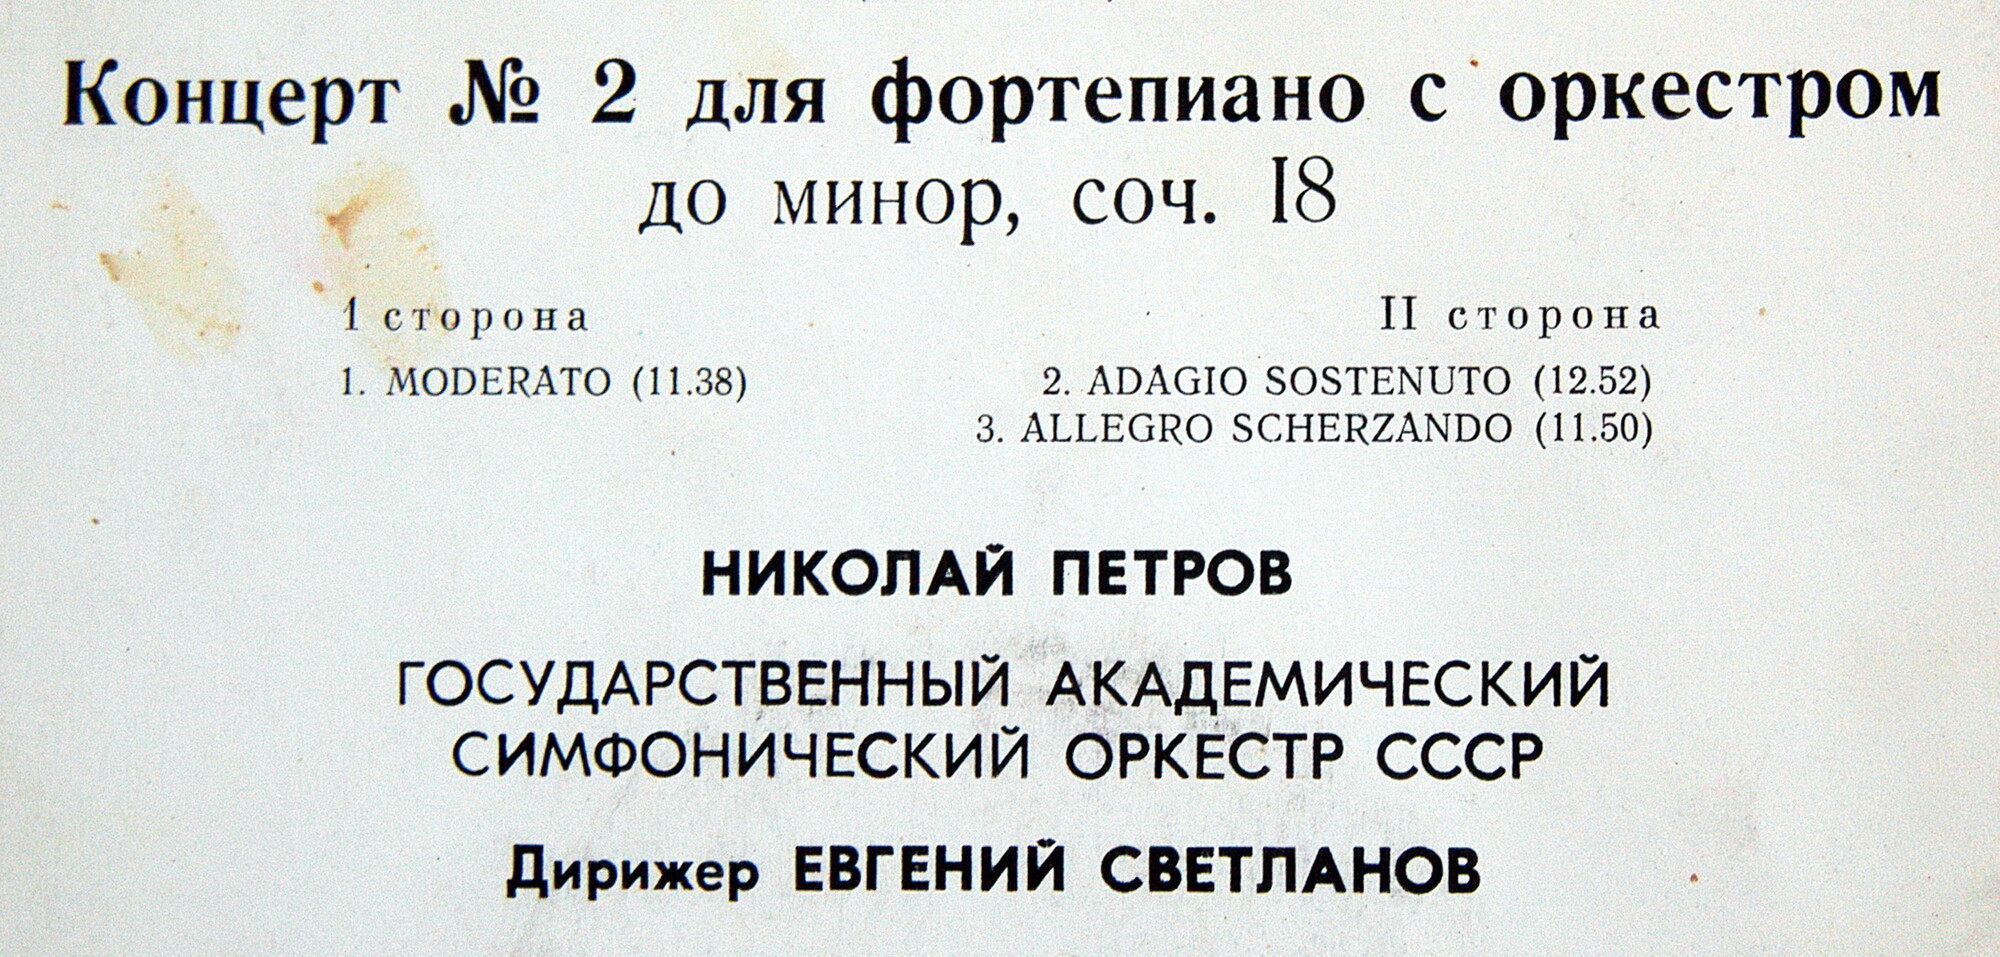 Концерт № 2 для фортепиано с оркестром
до минор, соч. 18
I сторона
1. MODERATO (11.38)
II сторона
2. ADAGIO SOSTENUTO (12.52)
3. ALLEGRO SCHERZANDO (11.50)
НИКОЛАЙ ПЕТРОВ
ГОСУДАРСТВЕННЫЙ АКАДЕМИЧЕСКИЙ
СИМФОНИЧЕСКИЙ ОРКЕСТР СССР
Дирижер ЕВГЕНИЙ СВЕТЛАНОВ